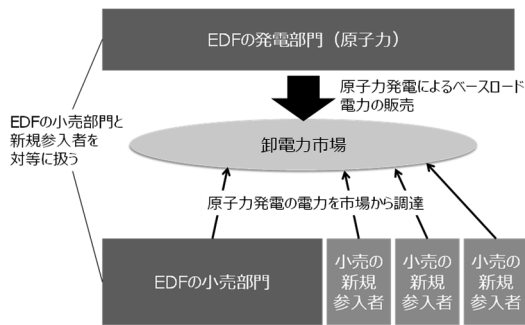 EDFの発電部門（原子力）
原子力発電によるベースロード
電力の販売
EDFの小売部門と
新規参入者を
対等に扱う
卸電力市場
原子力発電の電力を市場から調達
EDFの小売部門
小売の
新規
参入者
小売の
新規
参入者
小売の
新規
参入者